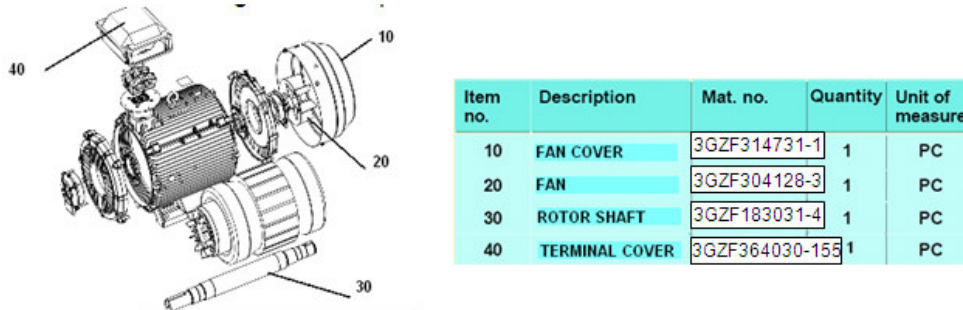 10
40
20
30
Item no. Description Mat. no. Quantity Unit of measure
10 FAN COVER 3GZF314731-1 1 PC
20 FAN 3GZF304128-3 1 PC
30 ROTOR SHAFT 3GZF183031-4 1 PC
40 TERMINAL COVER 3GZF364030-155 1 PC